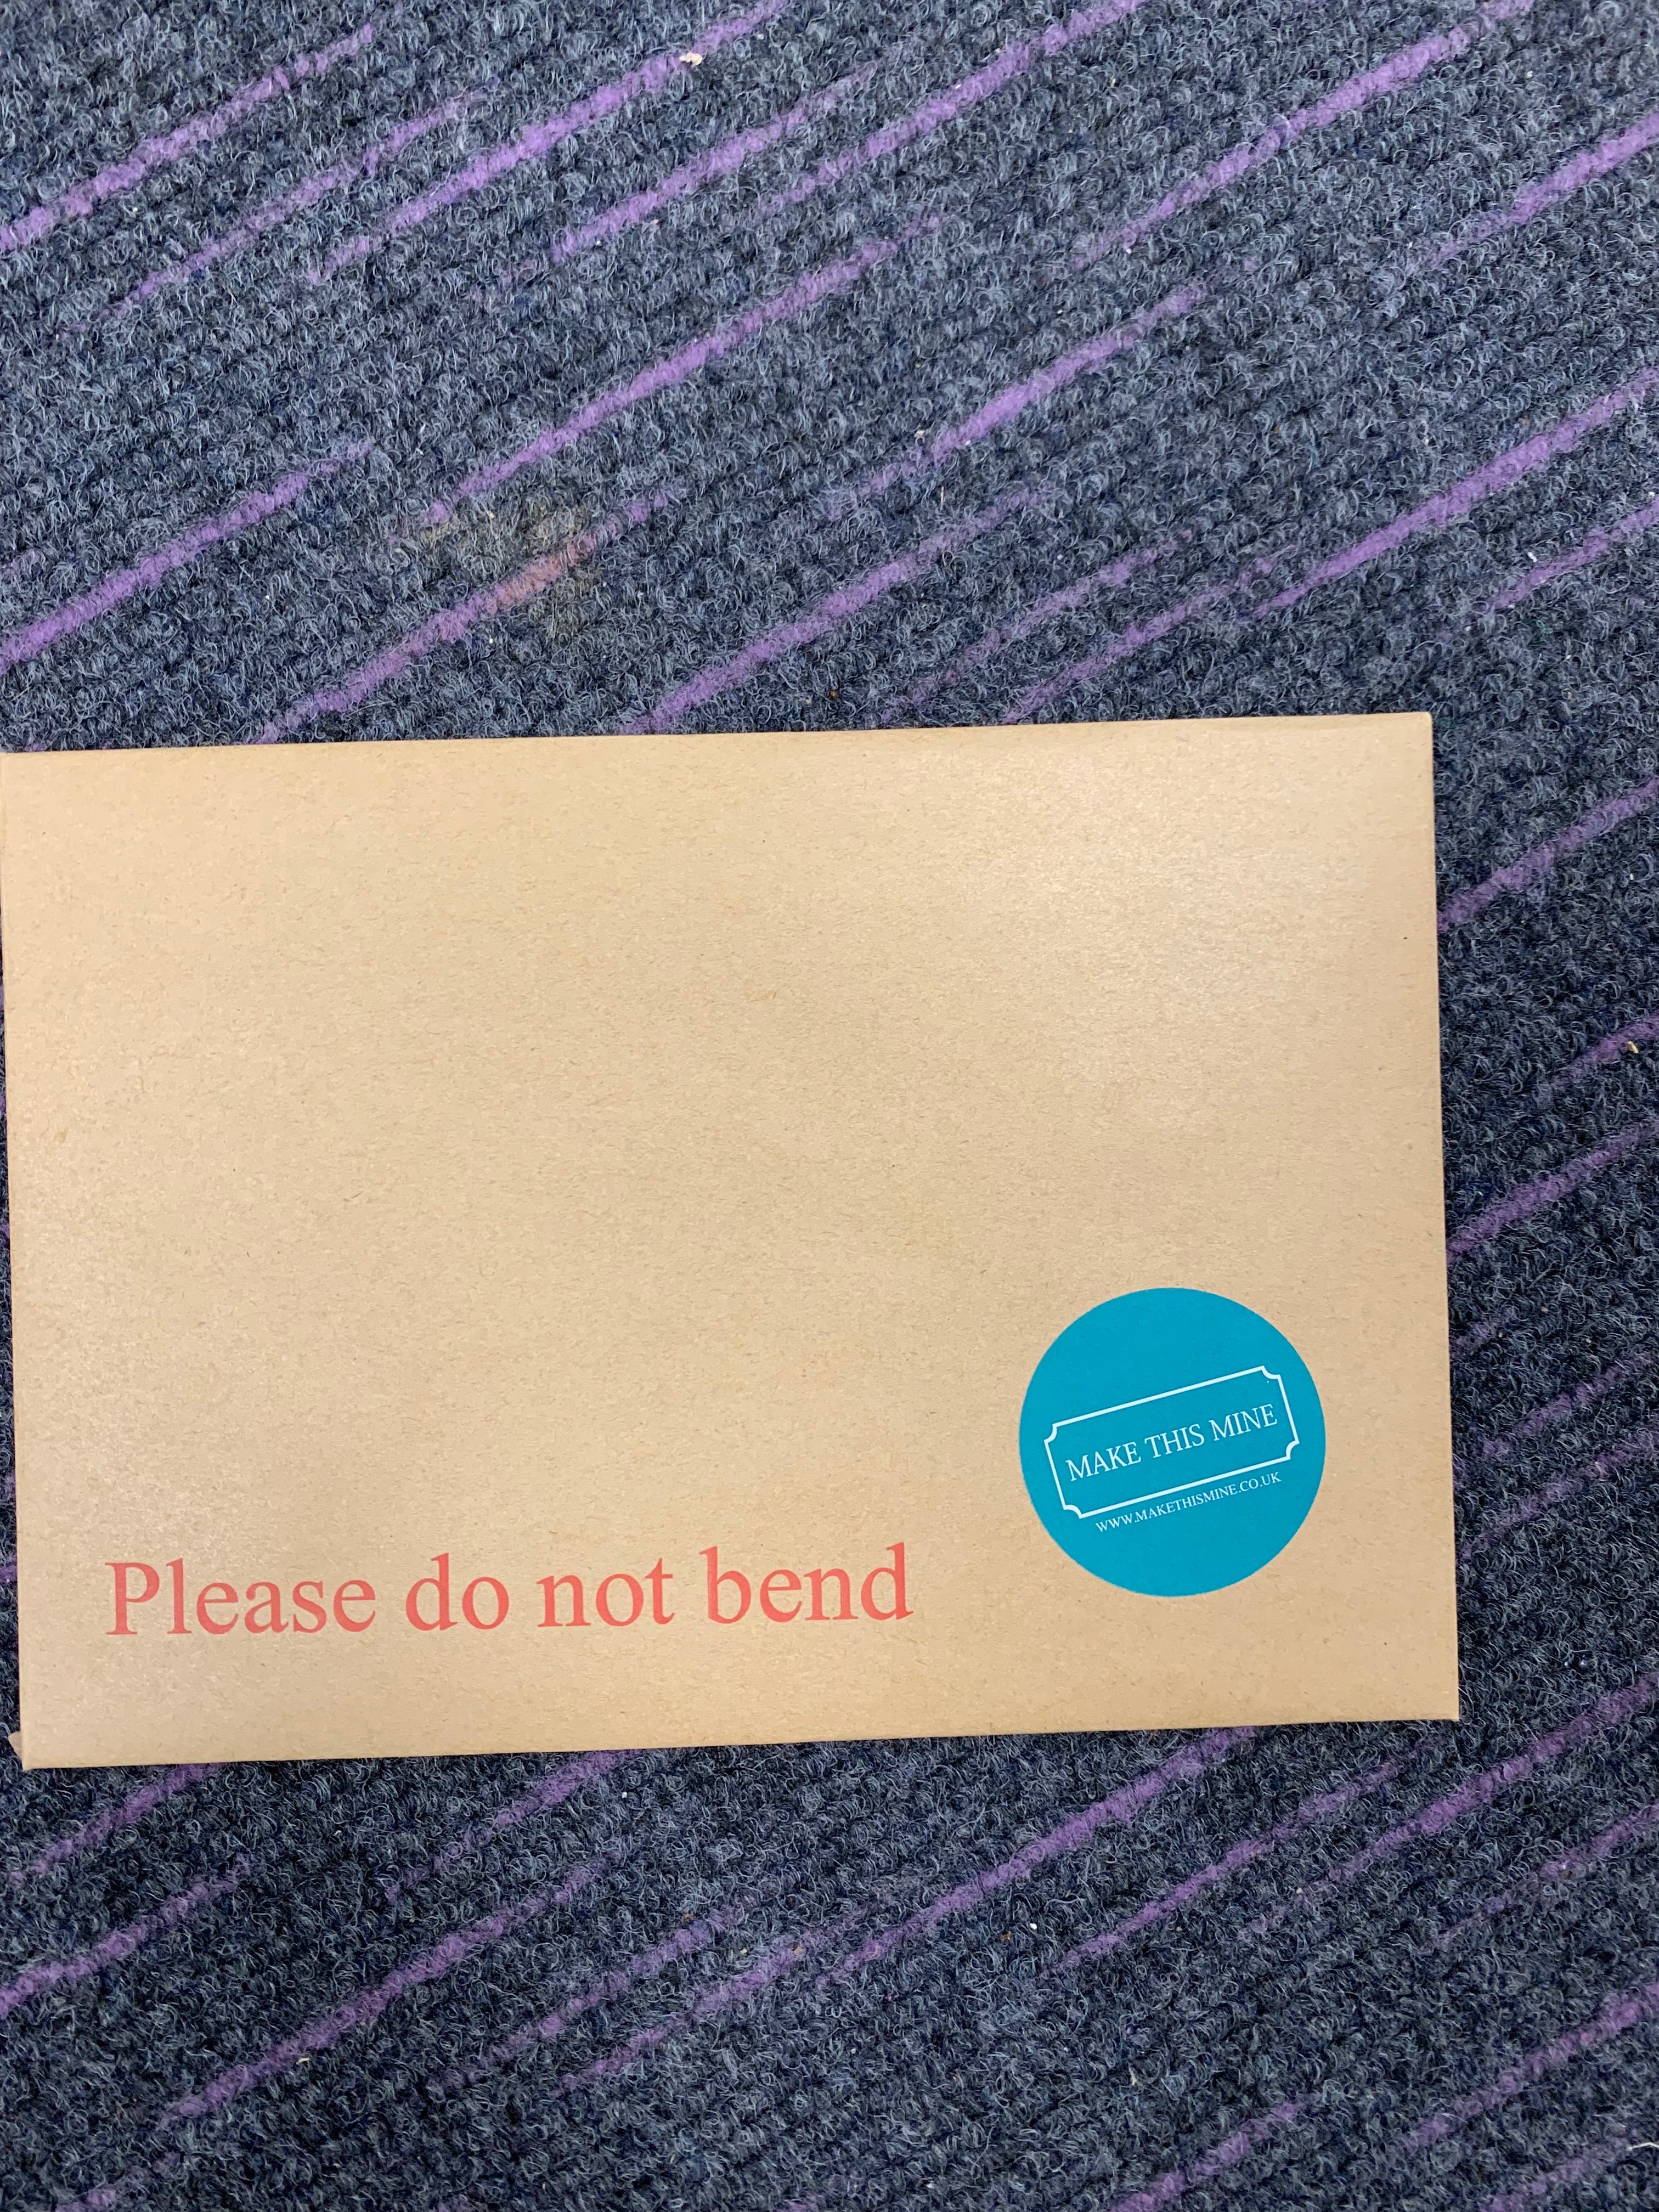 MAKE THIS MINE
WWW.MAKETHISMINE.CO.UK
Please do not bend